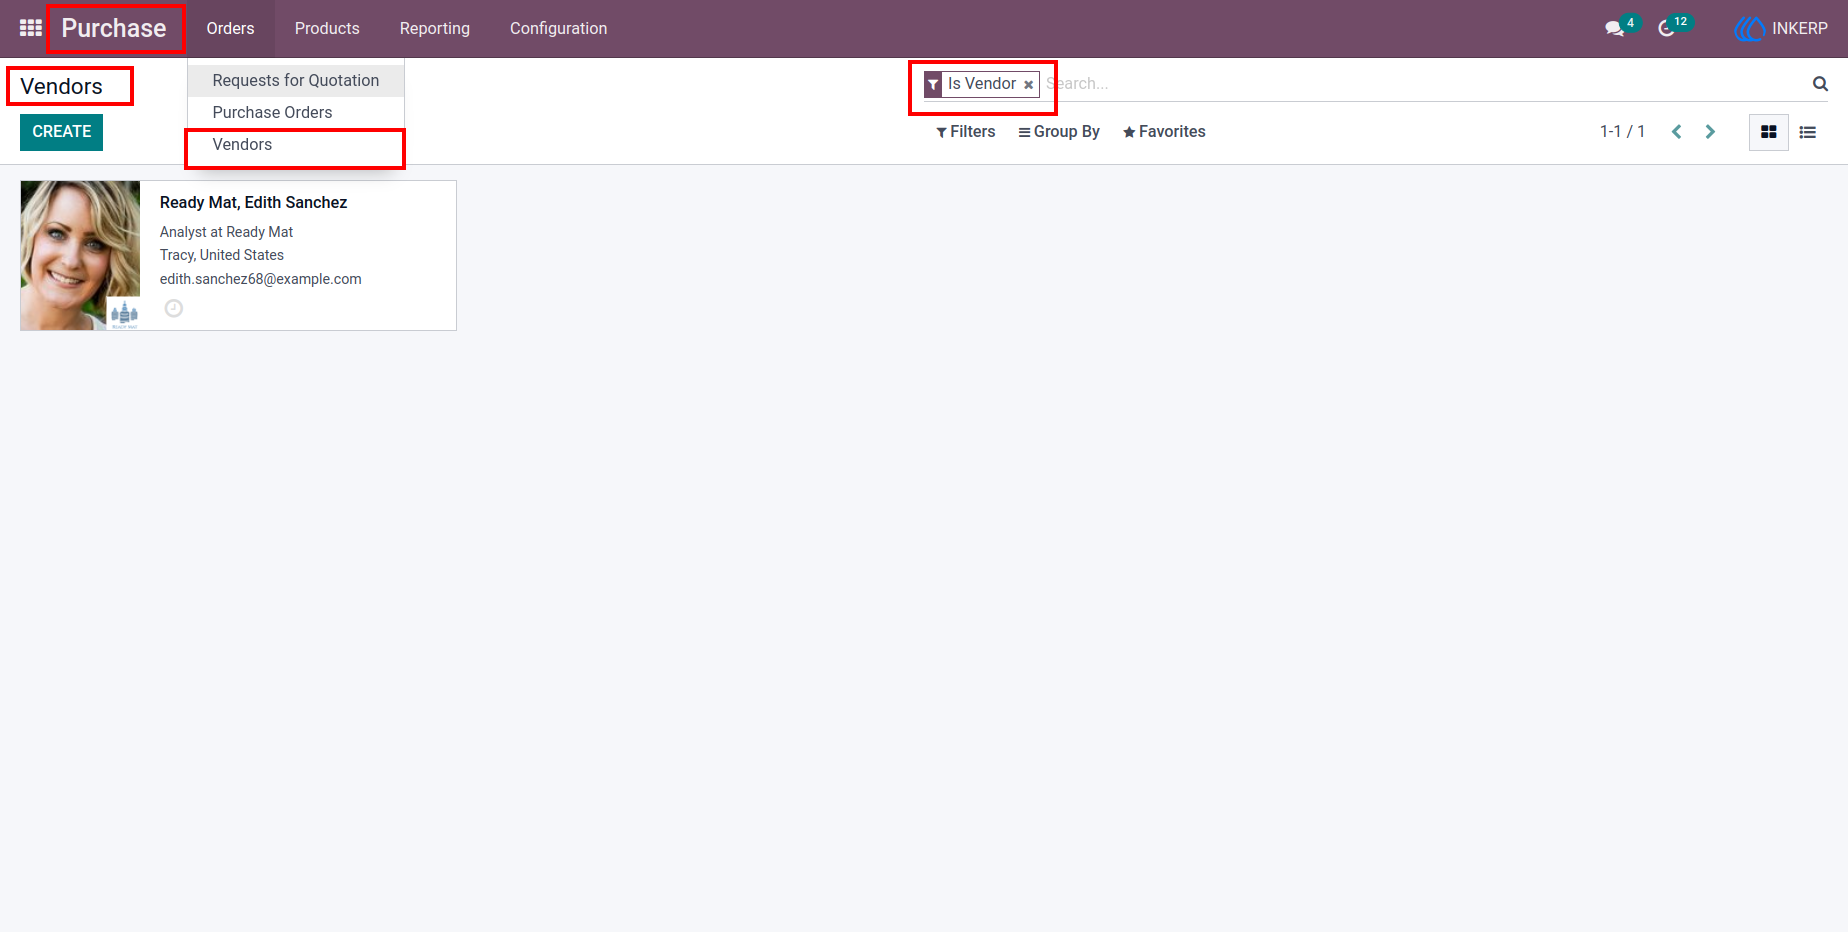 Purchase
Orders
Products
Reporting
Configuration
4
12
INKERP
Vendors
Requests for Quotation
Purchase Orders
Vendors
Is Vendor
Search...
CREATE
Filters
Group By
Favorites
1-1 / 1
Ready Mat, Edith Sanchez
Analyst at Ready Mat
Tracy, United States
edith.sanchez68@example.com
READY MAT